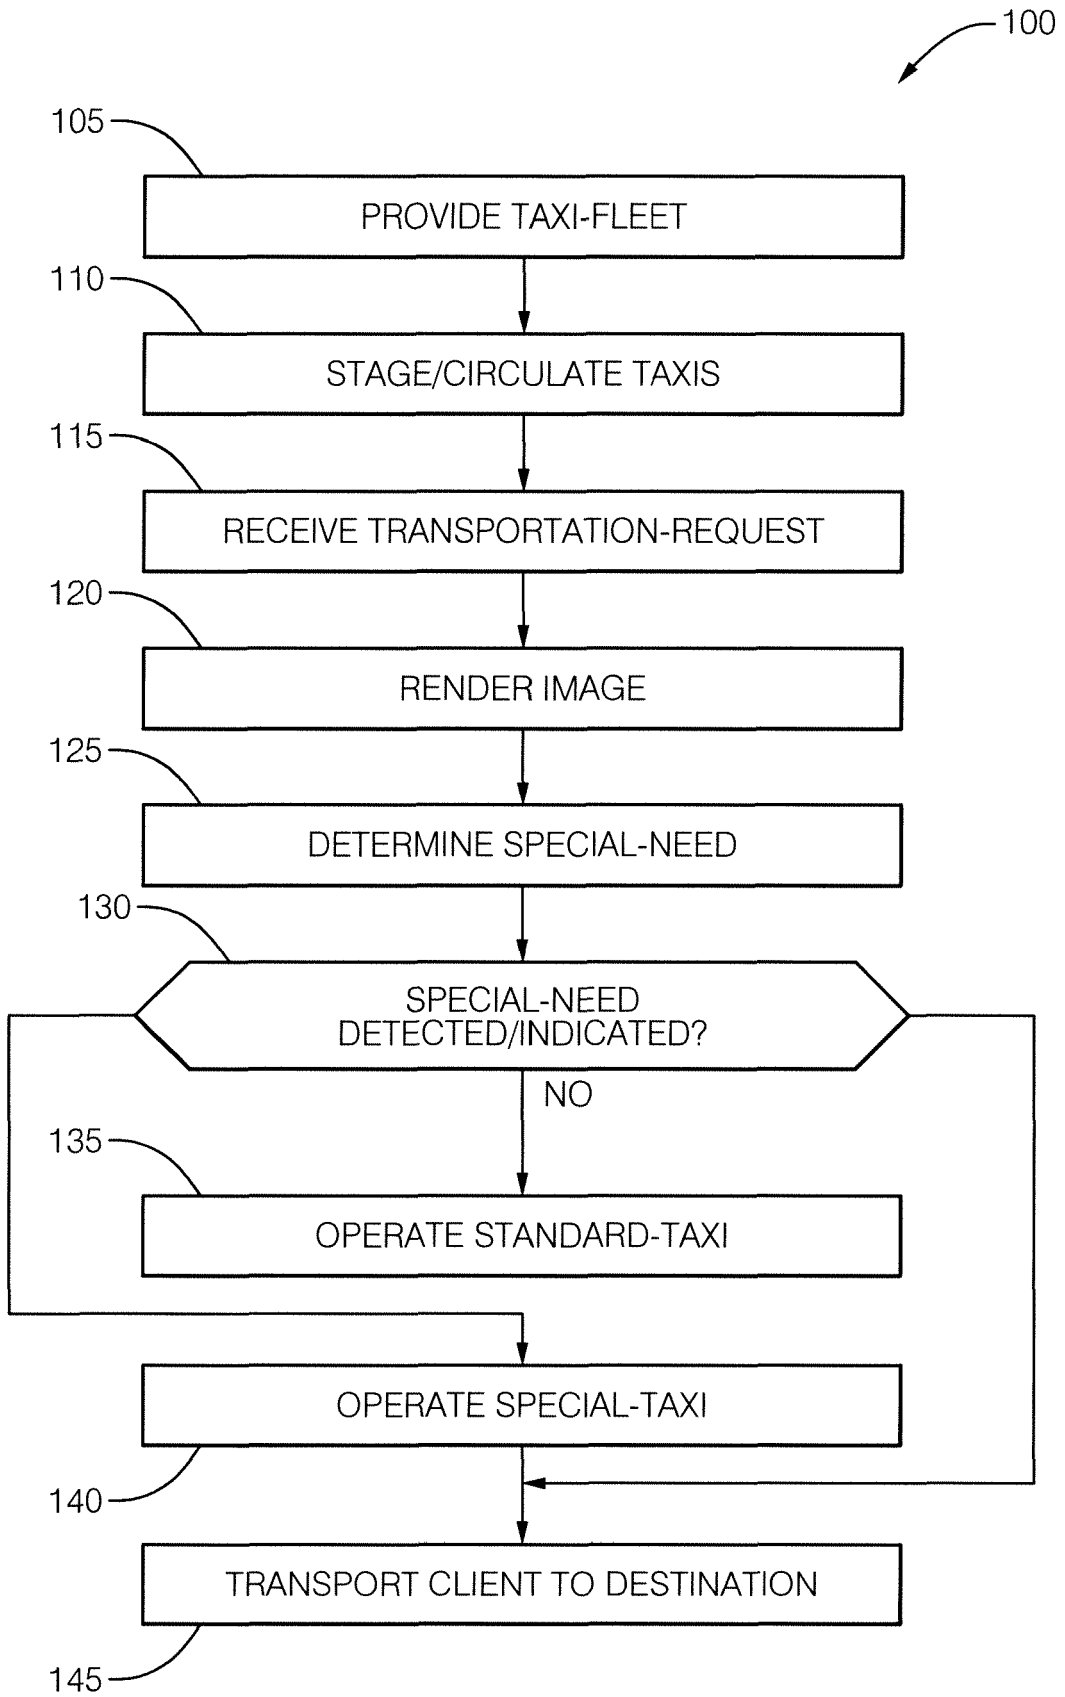 100
105
PROVIDE TAXI-FLEET
110
STAGE/CIRCULATE TAXIS
115
RECEIVE TRANSPORTATION-REQUEST
120
RENDER IMAGE
125
DETERMINE SPECIAL-NEED
130
SPECIAL-NEED
DETECTED/INDICATED?
NO
135
OPERATE STANDARD-TAXI
OPERATE SPECIAL-TAXI
140
TRANSPORT CLIENT TO DESTINATION
145